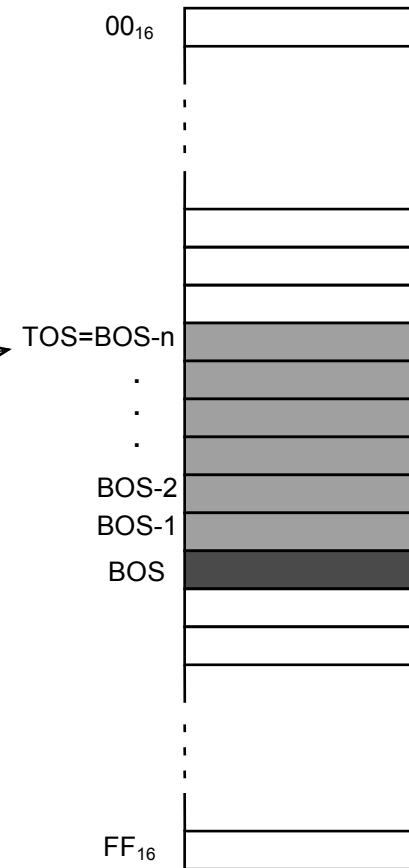 00₁₆
TOS=BOS-n
.
.
.
BOS-2
BOS-1
BOS
FF₁₆